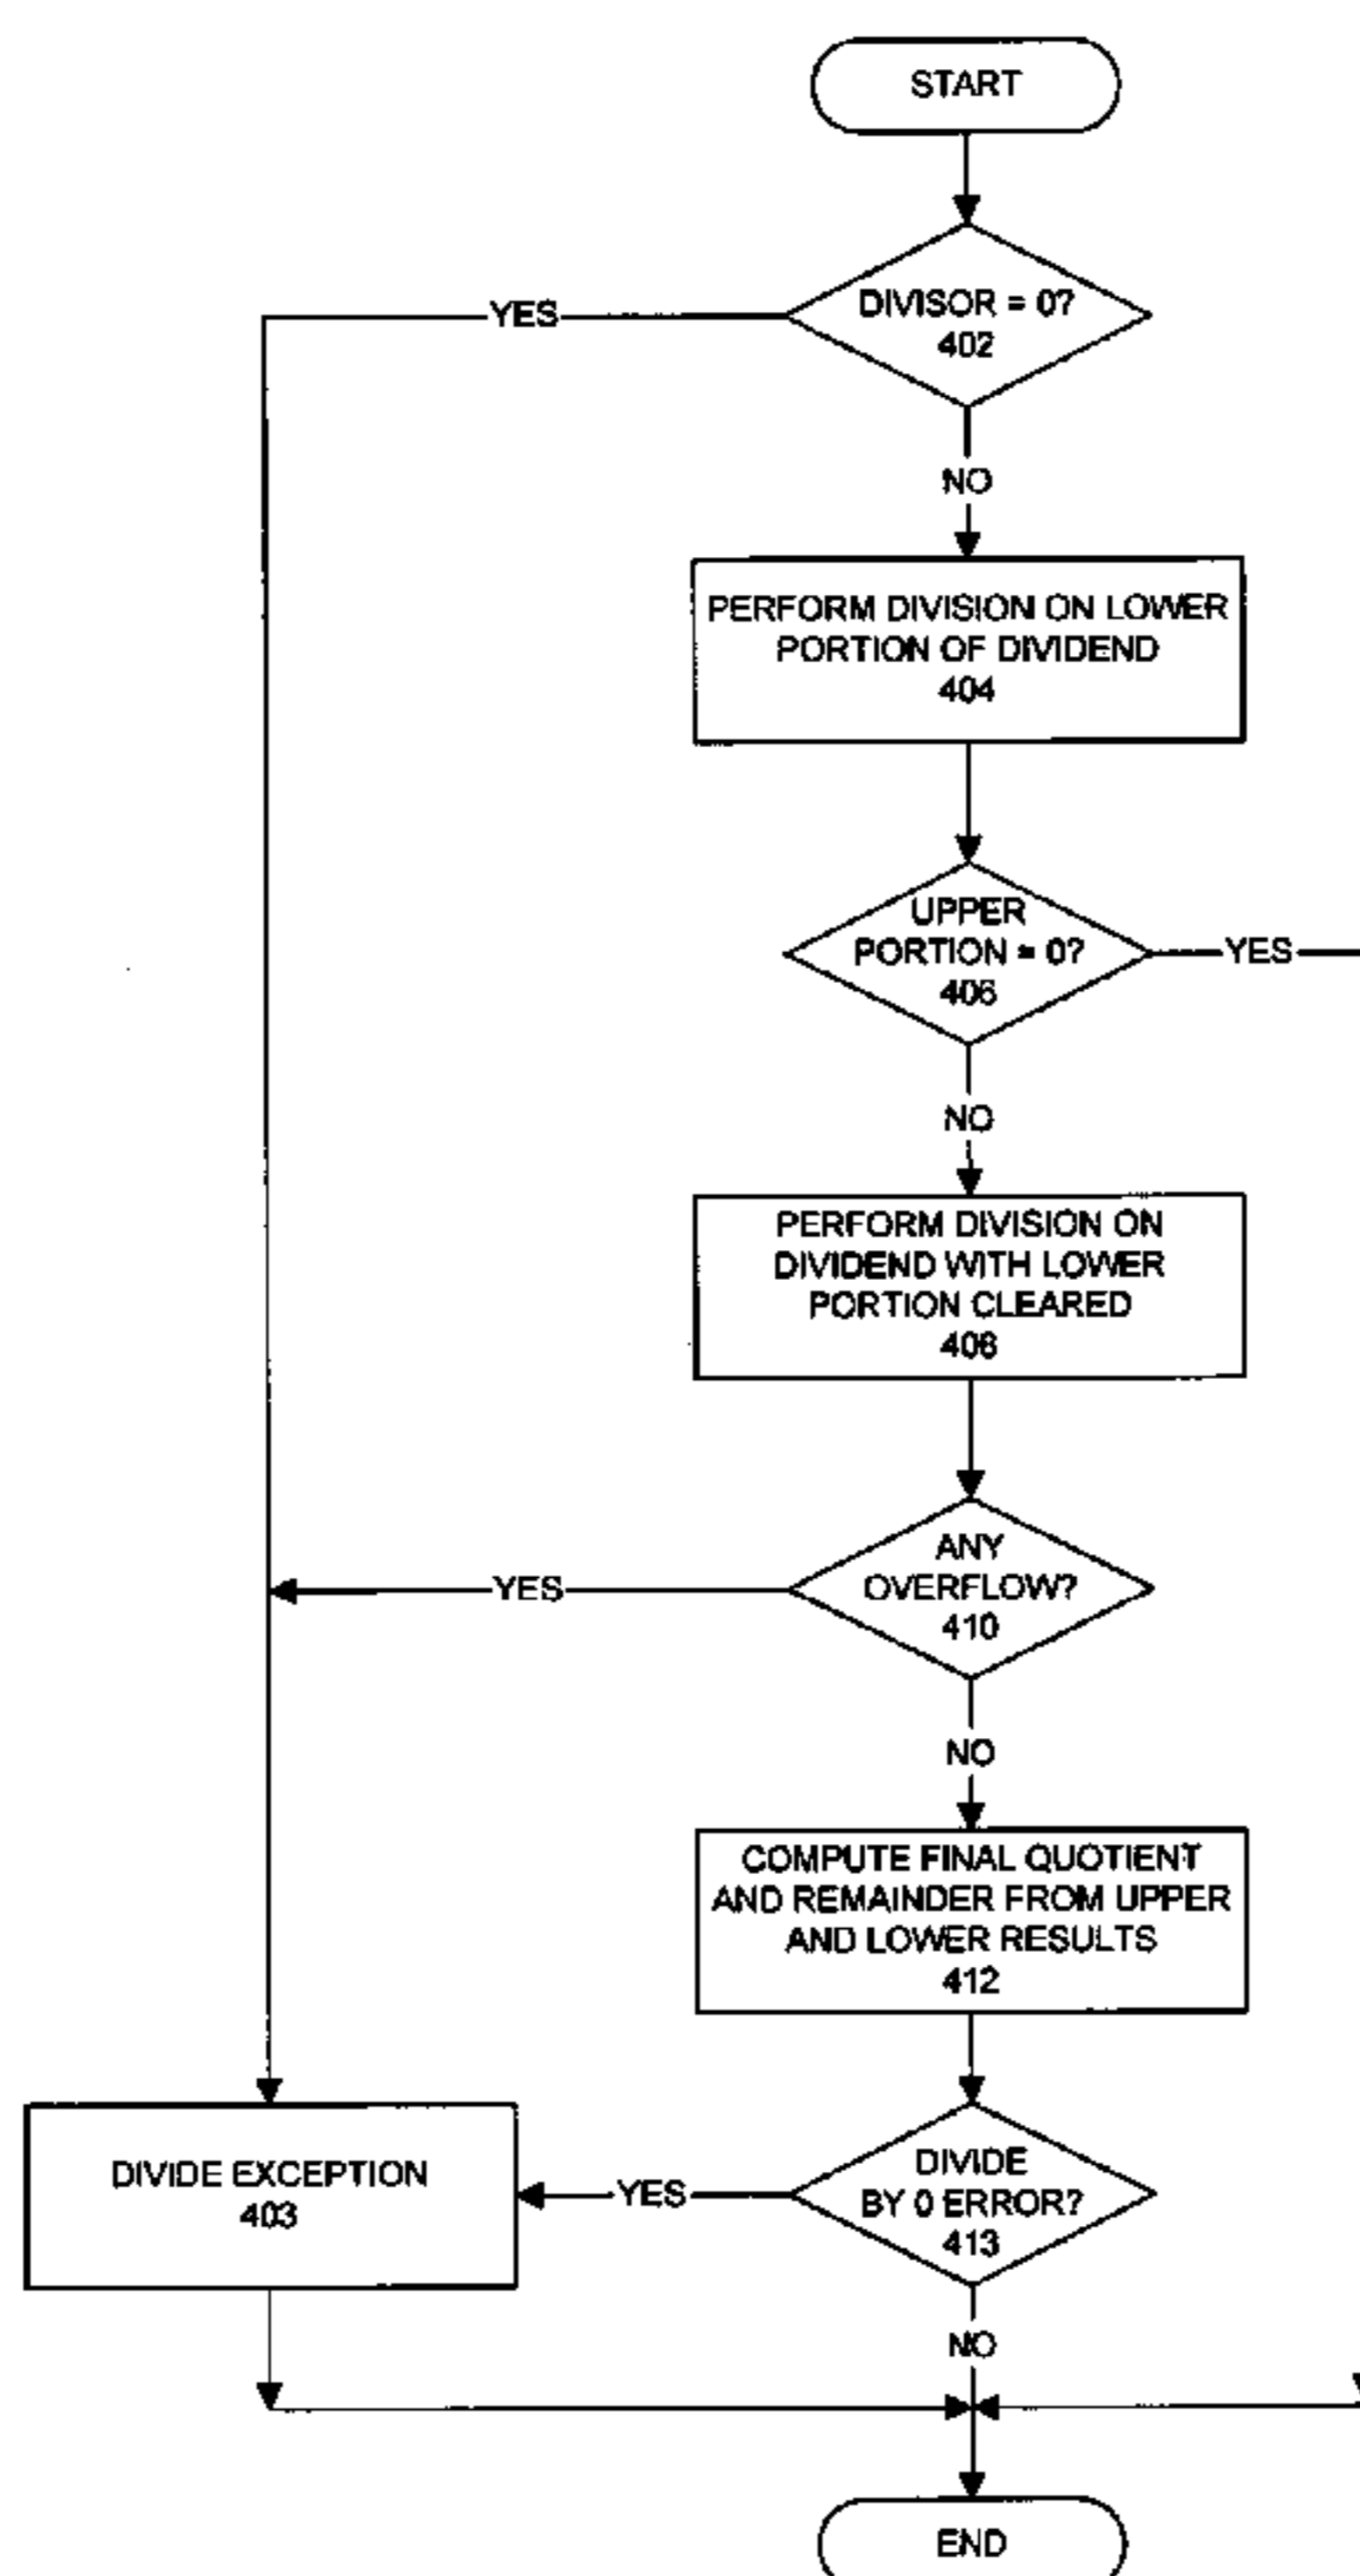 START
DIVISOR = 0?
402
YES
NO
PERFORM DIVISION ON LOWER
PORTION OF DIVIDEND
404
UPPER
PORTION = 0?
406
YES
NO
PERFORM DIVISION ON
DIVIDEND WITH LOWER
PORTION CLEARED
408
ANY
OVERFLOW?
410
YES
NO
COMPUTE FINAL QUOTIENT
AND REMAINDER FROM UPPER
AND LOWER RESULTS
412
DIVIDE EXCEPTION
403
YES
DIVIDE
BY 0 ERROR?
413
NO
END